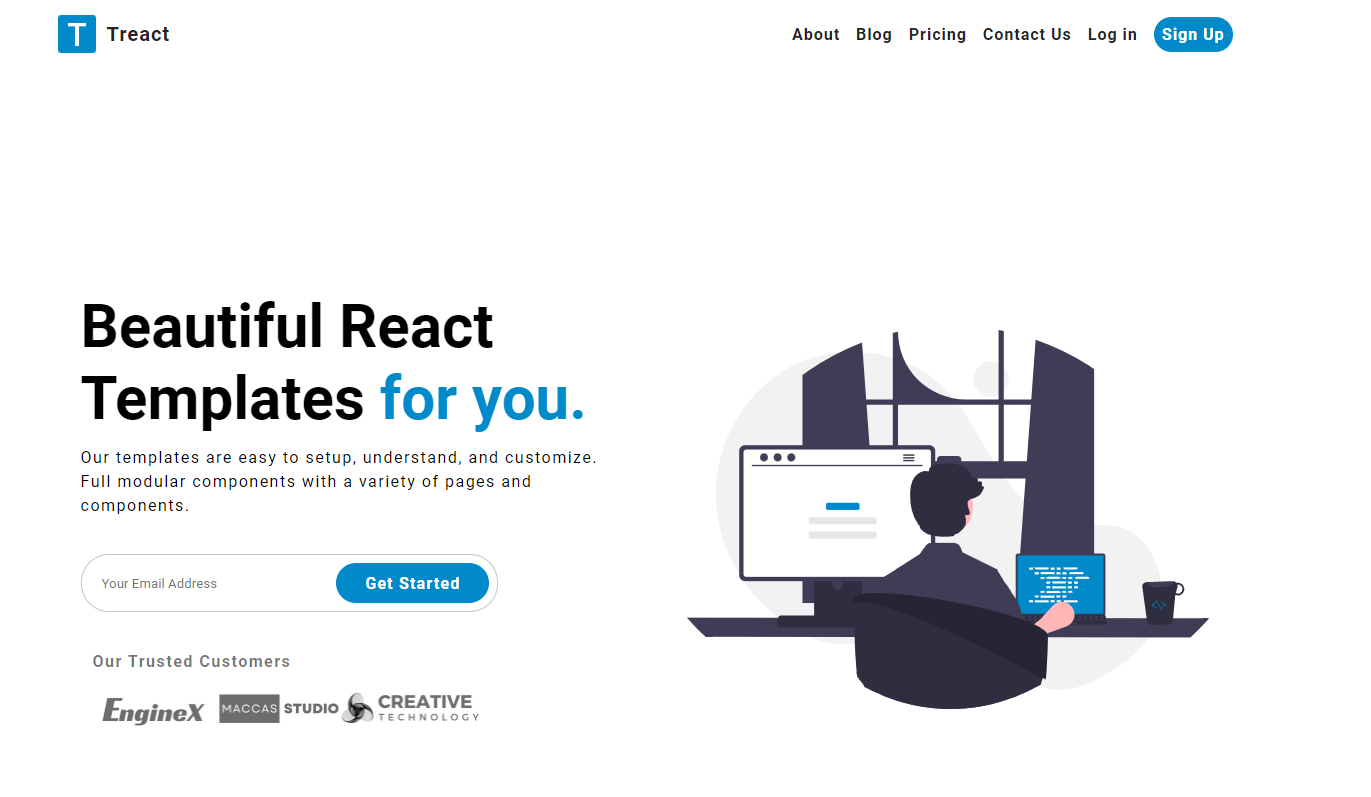 T Treact
About Blog Pricing Contact Us Log in Sign Up
Beautiful React
Templates for you.
Our templates are easy to setup, understand, and customize.
Full modular components with a variety of pages and
components.
Your Email Address Get Started
Our Trusted Customers
EngineX MACCAS STUDIO CREATIVE
TECHNOLOGY